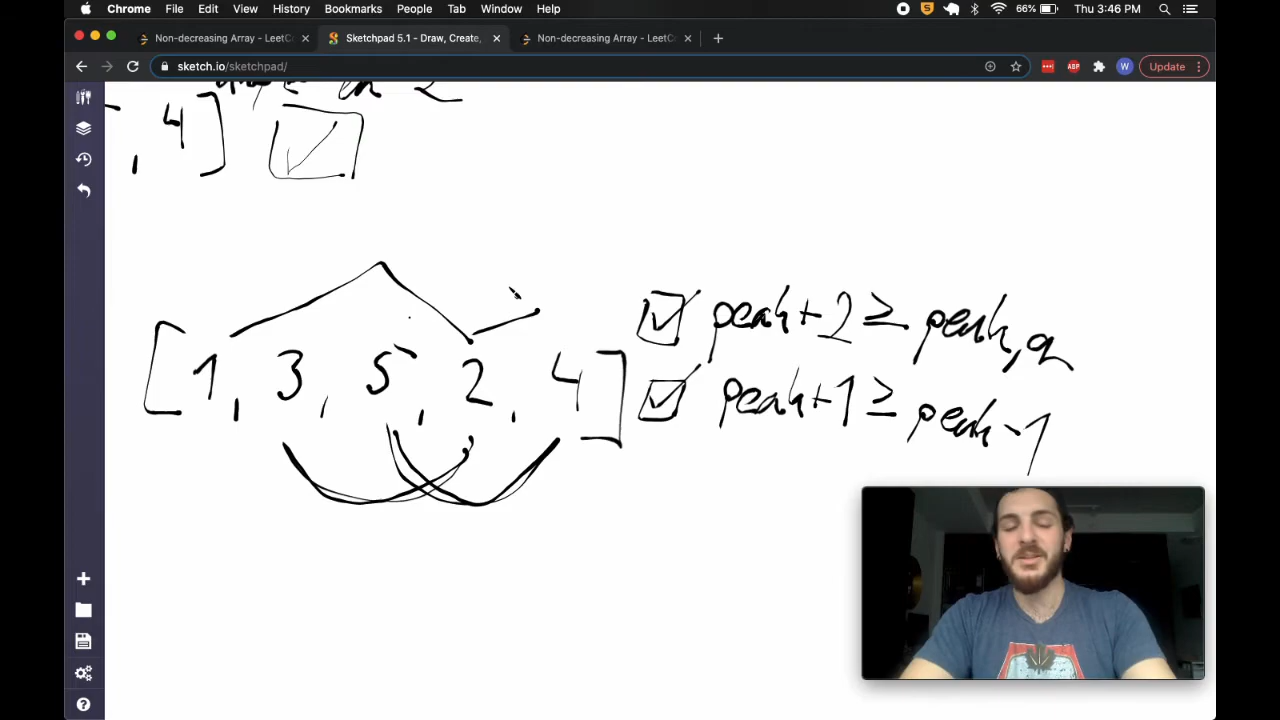 Chrome File Edit View History Bookmarks People Tab Window Help 66% Thu 3:46 PM
Non-decreasing Array - LeetC Sketchpad 5.1 - Draw, Create, Non-decreasing Array - LeetC
sketch.io/sketchpad/ ABP W Update
, 4]
[1, 3, 5, 2, 4]
peak+2 ≥ peak,
peak+1 ≥ peak-1